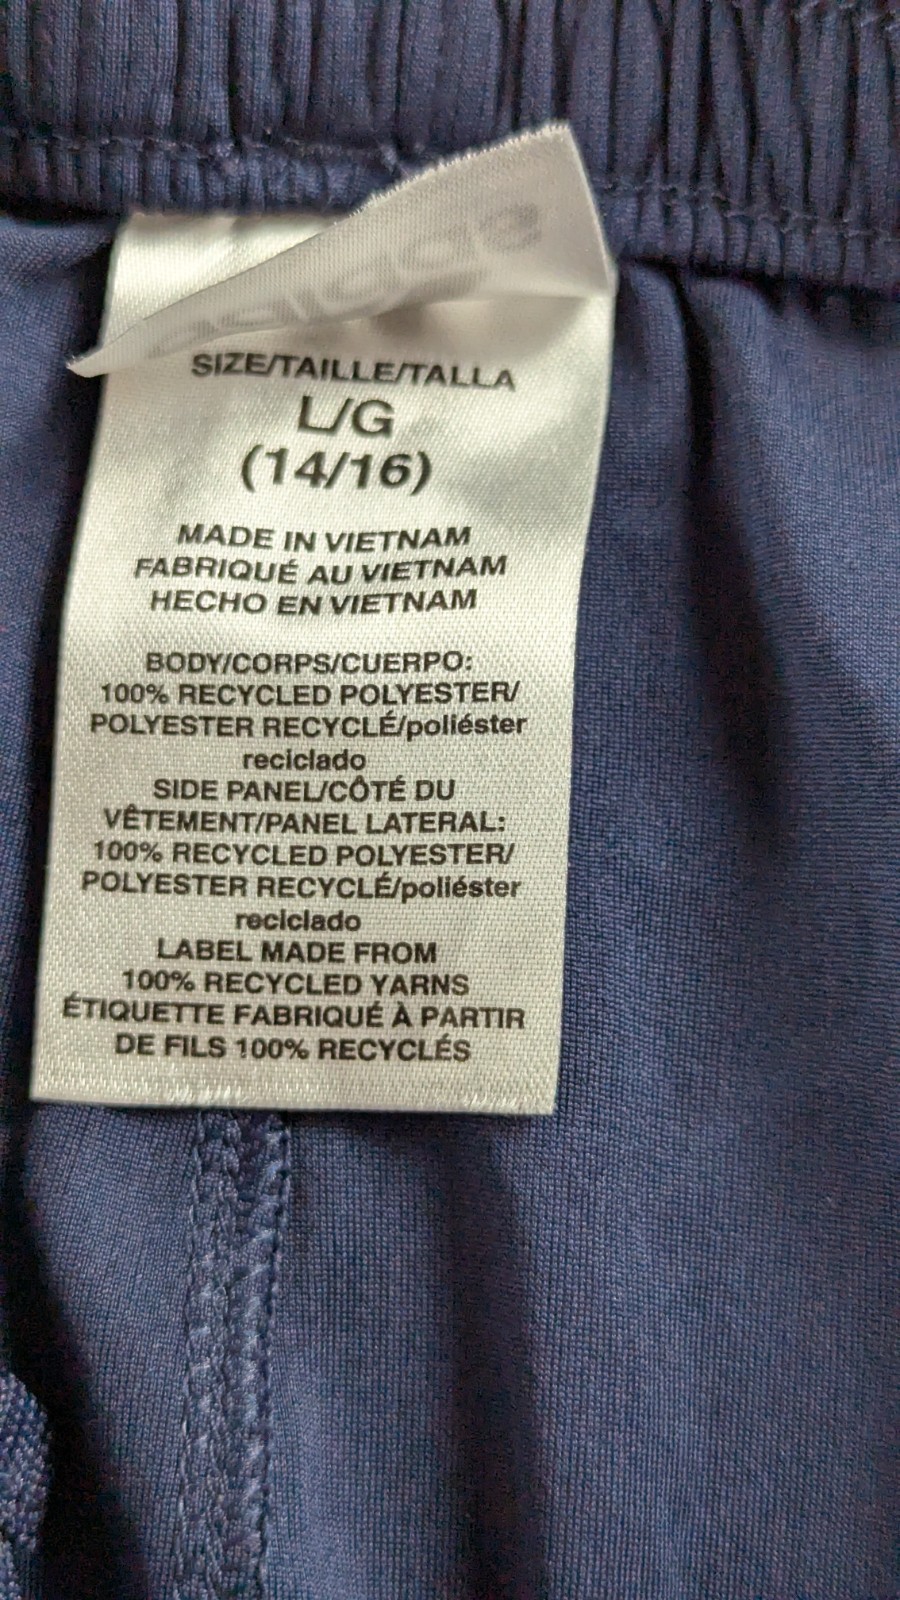 adidas
SIZE/TAILLE/TALLA
L/G
(14/16)
MADE IN VIETNAM
FABRIQUÉ AU VIETNAM
HECHO EN VIETNAM
BODY/CORPS/CUERPO:
100% RECYCLED POLYESTER/
POLYESTER RECYCLÉ/poliéster
reciclado
SIDE PANEL/CÔTÉ DU
VÊTEMENT/PANEL LATERAL:
100% RECYCLED POLYESTER/
POLYESTER RECYCLÉ/poliéster
reciclado
LABEL MADE FROM
100% RECYCLED YARNS
ÉTIQUETTE FABRIQUÉ À PARTIR
DE FILS 100% RECYCLÉS